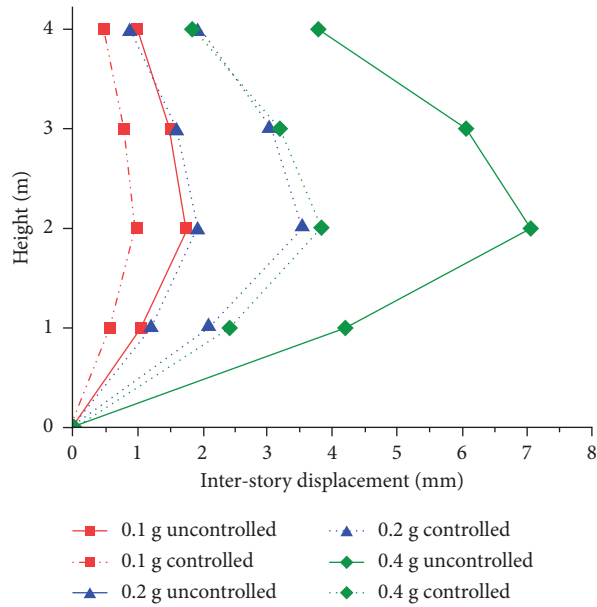 4
3
2
1
0
Height (m)
0 1 2 3 4 5 6 7 8
Inter-story displacement (mm)
0.1 g uncontrolled
0.1 g controlled
0.2 g uncontrolled
0.2 g controlled
0.4 g uncontrolled
0.4 g controlled